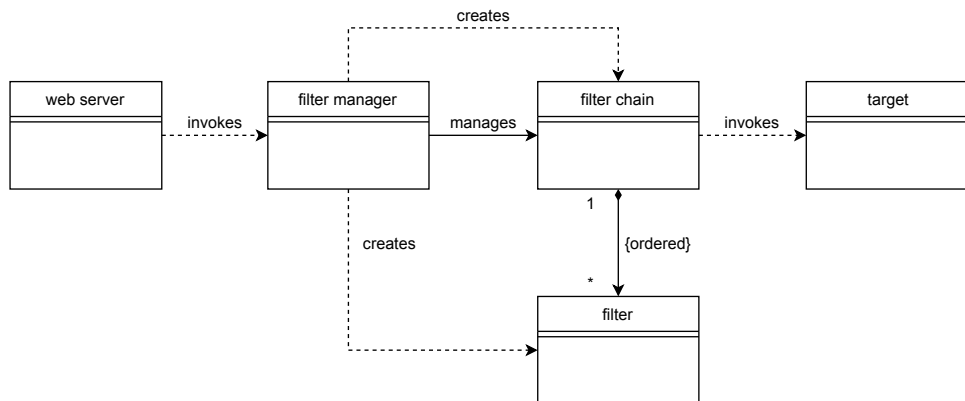 creates
web server
filter manager
filter chain
target
invokes
manages
invokes
1
creates
{ordered}
*
filter